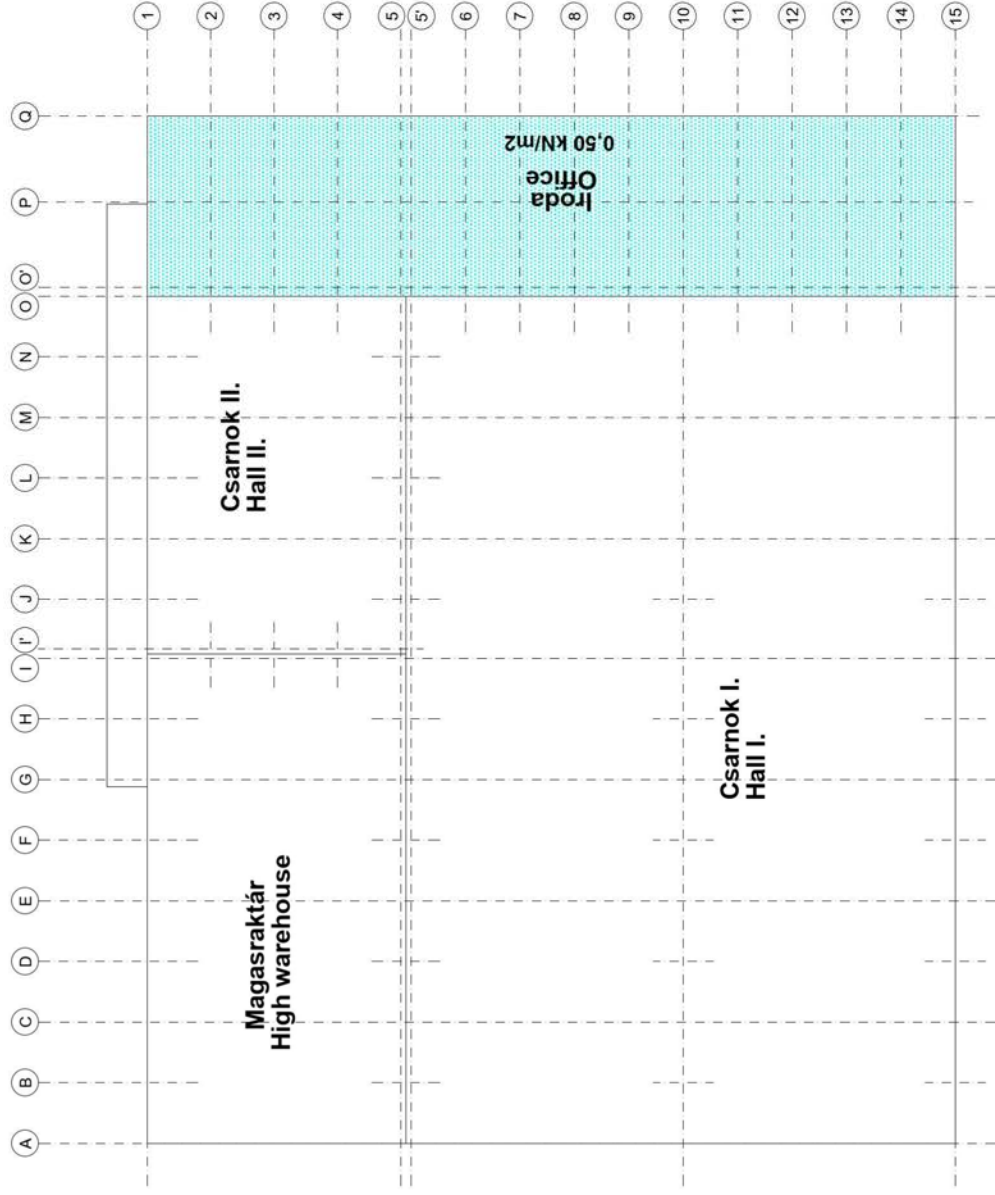 A
B
C
D
E
F
G
H
I
I'
J
K
L
M
N
O
O'
P
Q
1
2
3
4
5
5'
6
7
8
9
10
11
12
13
14
15
Magasraktár
High warehouse
Csarnok II.
Hall II.
Csarnok I.
Hall I.
Iroda
Office
0,50 kN/m2